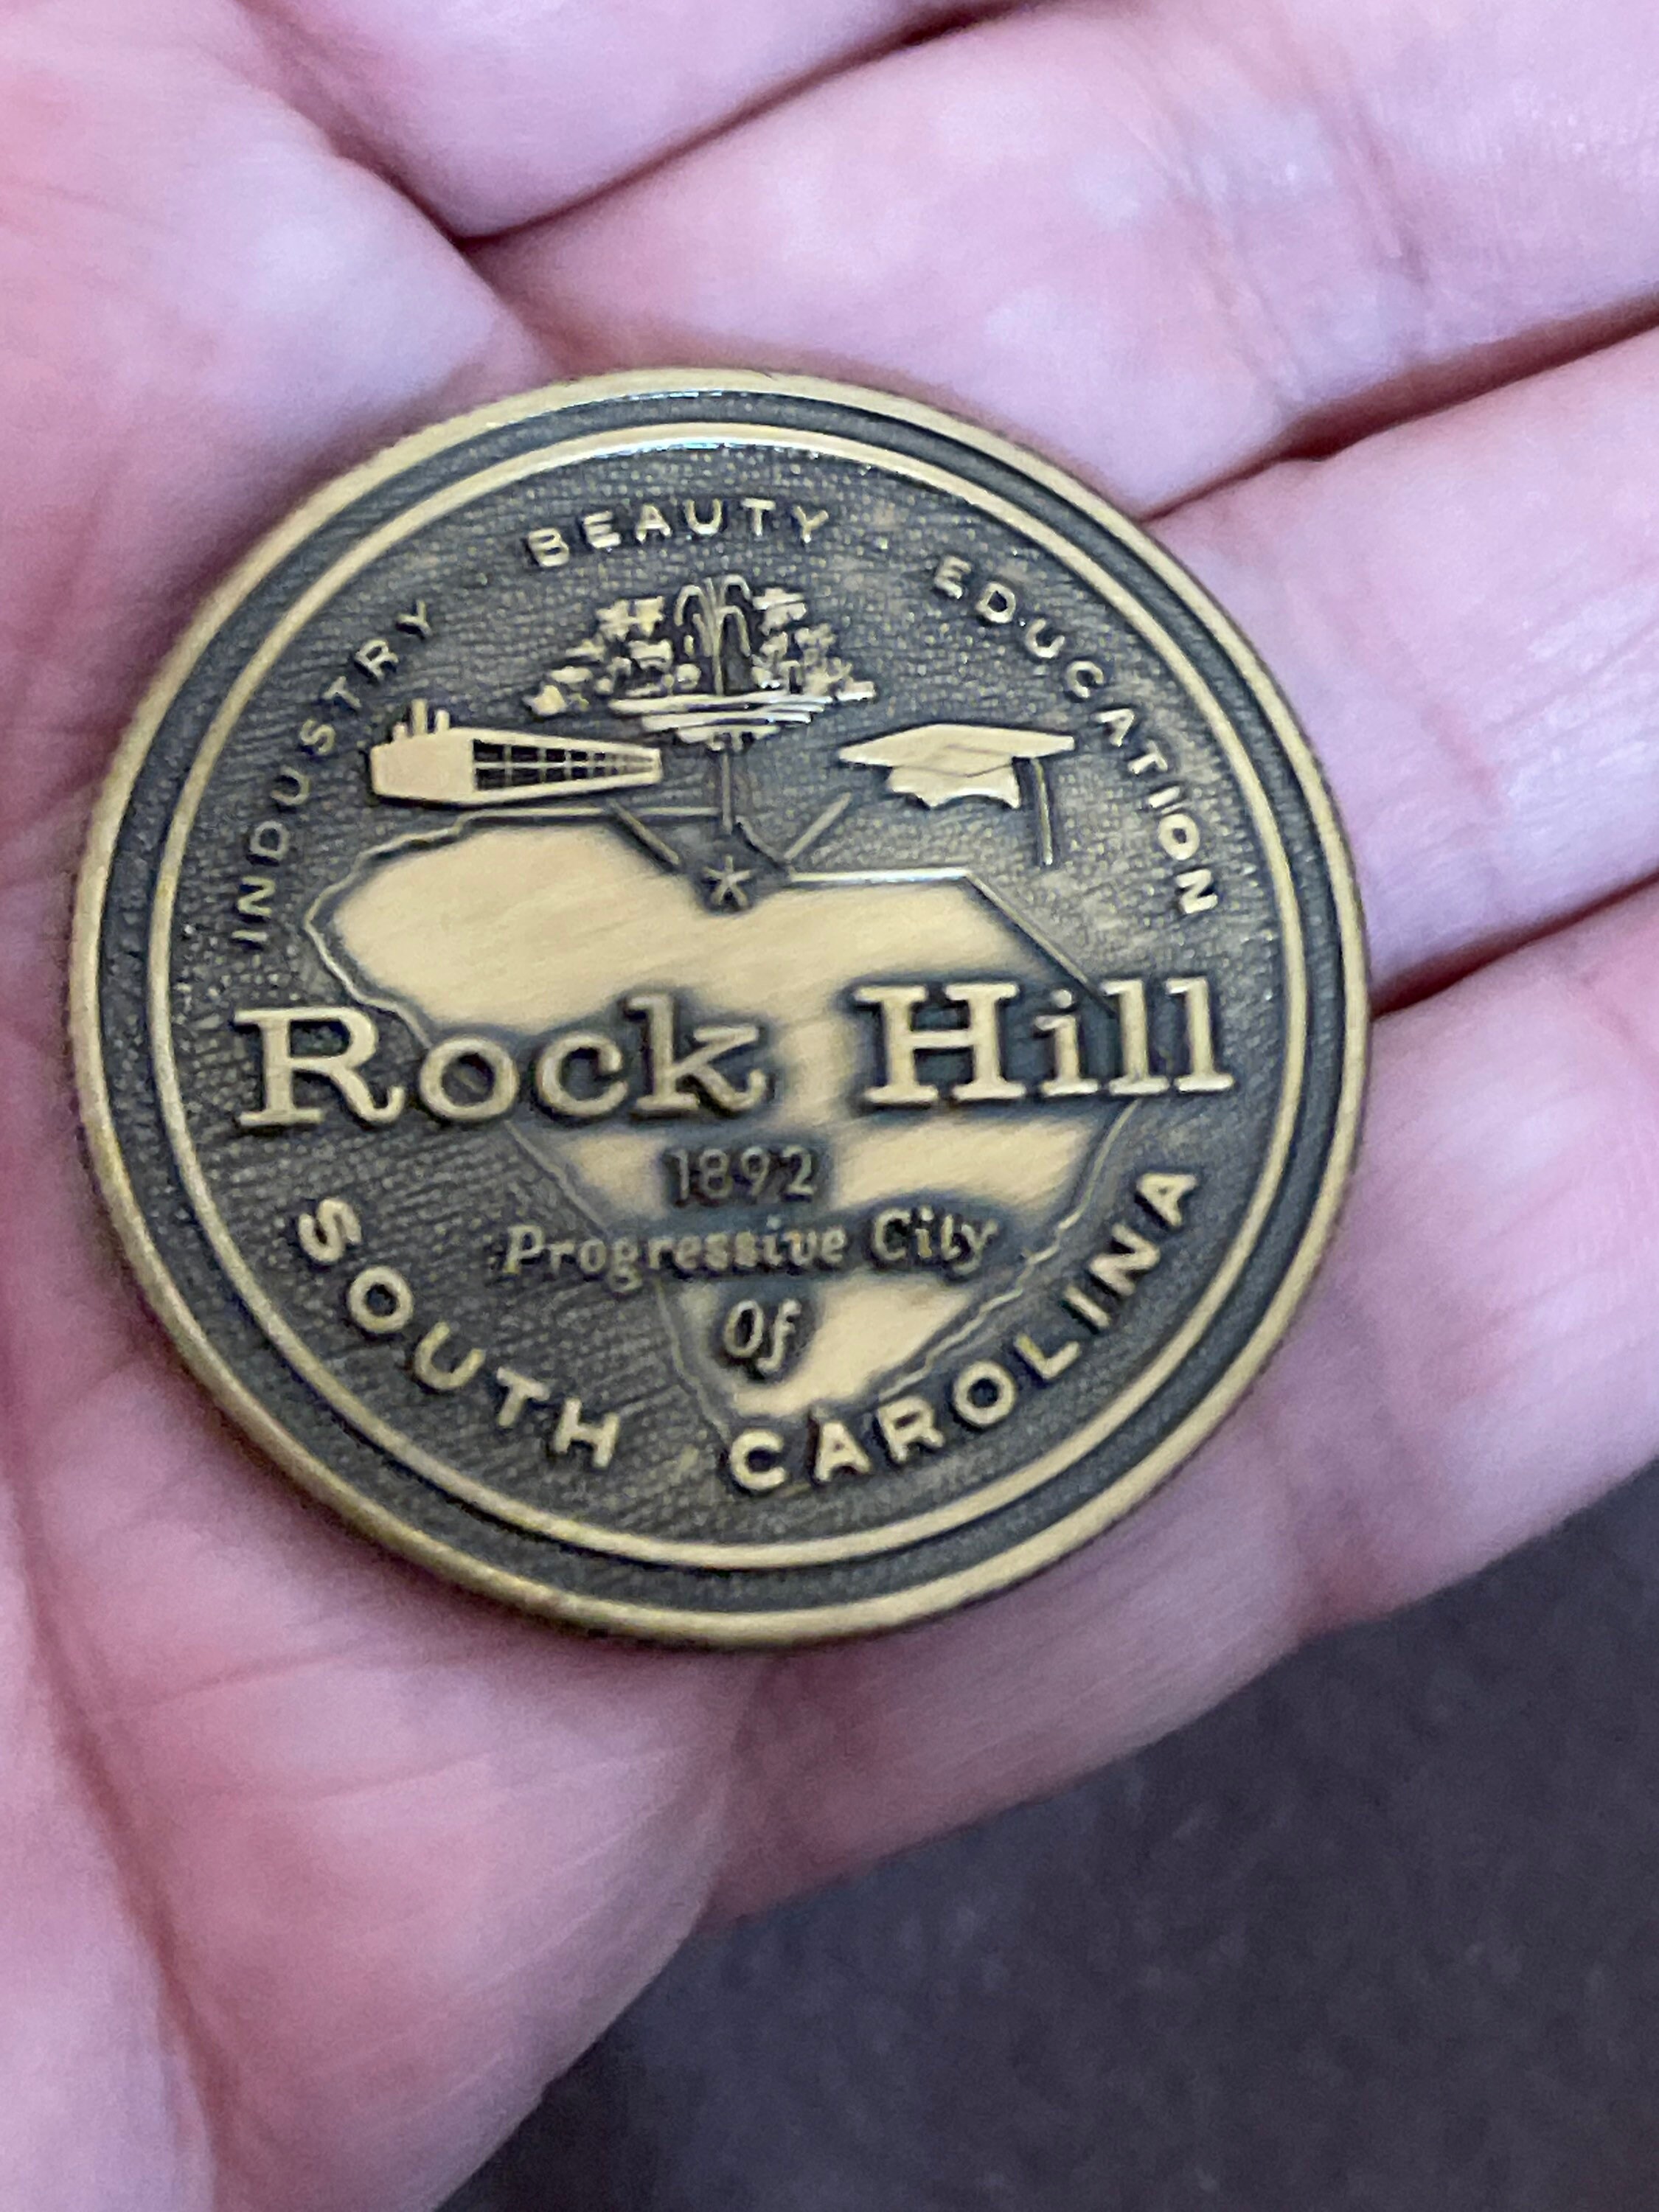 INDUSTRY · BEAUTY · EDUCATION
Rock Hill
1892
Progressive City
Of
SOUTH CAROLINA